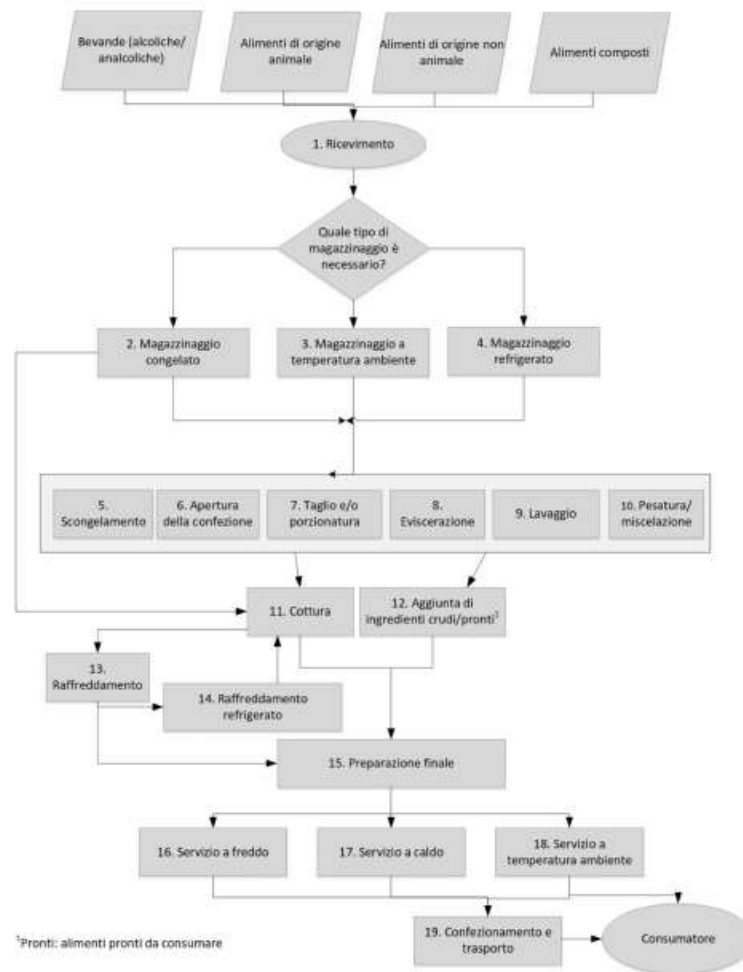 Bevande (alcoliche/
analcoliche)
Alimenti di origine
animale
Alimenti di origine non
animale
Alimenti composti
1. Ricevimento
Quale tipo di
magazzinaggio è
necessario?
2. Magazzinaggio
congelato
3. Magazzinaggio a
temperatura ambiente
4. Magazzinaggio
refrigerato
5.
Scongelamento
6. Apertura
della confezione
7. Taglio e/o
porzionatura
8.
Eviscerazione
9. Lavaggio
10. Pesatura/
miscelazione
11. Cottura
12. Aggiunta di
ingredienti crudi/pronti¹
13.
Raffreddamento
14. Raffreddamento
refrigerato
15. Preparazione finale
16. Servizio a freddo
17. Servizio a caldo
18. Servizio a
temperatura ambiente
19. Confezionamento e
trasporto
Consumatore
¹Pronti: alimenti pronti da consumare